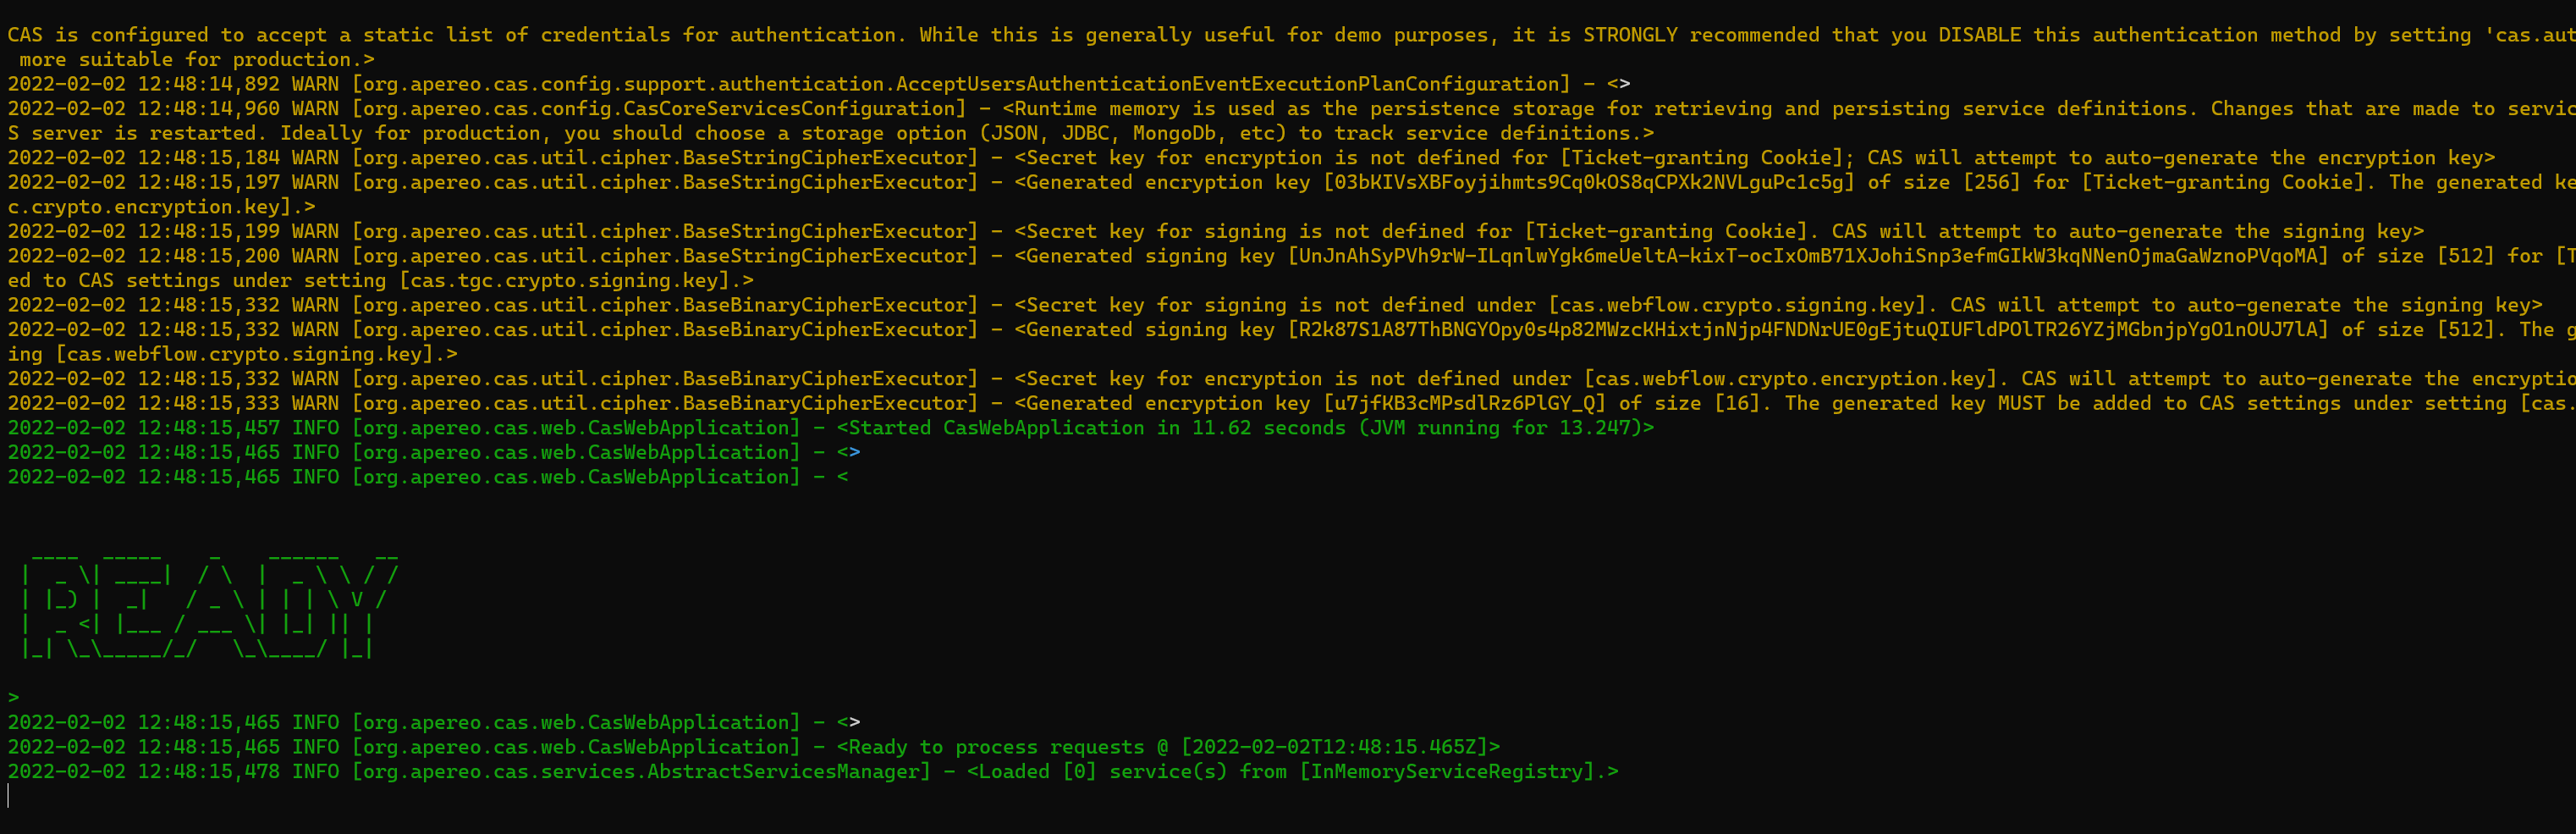 CAS is configured to accept a static list of credentials for authentication. While this is generally useful for demo purposes, it is STRONGLY recommended that you DISABLE this authentication method by setting 'cas.aut
 more suitable for production.>
2022-02-02 12:48:14,892 WARN [org.apereo.cas.config.support.authentication.AcceptUsersAuthenticationEventExecutionPlanConfiguration] - <>
2022-02-02 12:48:14,960 WARN [org.apereo.cas.config.CasCoreServicesConfiguration] - <Runtime memory is used as the persistence storage for retrieving and persisting service definitions. Changes that are made to servic
S server is restarted. Ideally for production, you should choose a storage option (JSON, JDBC, MongoDb, etc) to track service definitions.>
2022-02-02 12:48:15,184 WARN [org.apereo.cas.util.cipher.BaseStringCipherExecutor] - <Secret key for encryption is not defined for [Ticket-granting Cookie]; CAS will attempt to auto-generate the encryption key>
2022-02-02 12:48:15,197 WARN [org.apereo.cas.util.cipher.BaseStringCipherExecutor] - <Generated encryption key [03bKIVsXBFoyjihmts9Cq0kOS8qCPXk2NVLguPc1c5g] of size [256] for [Ticket-granting Cookie]. The generated ke
c.crypto.encryption.key].>
2022-02-02 12:48:15,199 WARN [org.apereo.cas.util.cipher.BaseStringCipherExecutor] - <Secret key for signing is not defined for [Ticket-granting Cookie]. CAS will attempt to auto-generate the signing key>
2022-02-02 12:48:15,200 WARN [org.apereo.cas.util.cipher.BaseStringCipherExecutor] - <Generated signing key [UnJnAhSyPVh9rW-ILqnlwYgk6meUeltA-kixT-ocIxOmB71XJohiSnp3efmGIkW3kqNNenOjmaGaWznoPVqoMA] of size [512] for [T
ed to CAS settings under setting [cas.tgc.crypto.signing.key].>
2022-02-02 12:48:15,332 WARN [org.apereo.cas.util.cipher.BaseBinaryCipherExecutor] - <Secret key for signing is not defined under [cas.webflow.crypto.signing.key]. CAS will attempt to auto-generate the signing key>
2022-02-02 12:48:15,332 WARN [org.apereo.cas.util.cipher.BaseBinaryCipherExecutor] - <Generated signing key [R2k87S1A87ThBNGYOpy0s4p82MWzcKHixtjnNjp4FNDNrUE0gEjtuQIUFldPOlTR26YZjMGbnjpYgO1nOUJ7lA] of size [512]. The g
ing [cas.webflow.crypto.signing.key].>
2022-02-02 12:48:15,332 WARN [org.apereo.cas.util.cipher.BaseBinaryCipherExecutor] - <Secret key for encryption is not defined under [cas.webflow.crypto.encryption.key]. CAS will attempt to auto-generate the encryptio
2022-02-02 12:48:15,333 WARN [org.apereo.cas.util.cipher.BaseBinaryCipherExecutor] - <Generated encryption key [u7jfKB3cMPsdlRz6PlGY_Q] of size [16]. The generated key MUST be added to CAS settings under setting [cas.
2022-02-02 12:48:15,457 INFO [org.apereo.cas.web.CasWebApplication] - <Started CasWebApplication in 11.62 seconds (JVM running for 13.247)>
2022-02-02 12:48:15,465 INFO [org.apereo.cas.web.CasWebApplication] - <>
2022-02-02 12:48:15,465 INFO [org.apereo.cas.web.CasWebApplication] - <
READY
>
2022-02-02 12:48:15,465 INFO [org.apereo.cas.web.CasWebApplication] - <>
2022-02-02 12:48:15,465 INFO [org.apereo.cas.web.CasWebApplication] - <Ready to process requests @ [2022-02-02T12:48:15.465Z]>
2022-02-02 12:48:15,478 INFO [org.apereo.cas.services.AbstractServicesManager] - <Loaded [0] service(s) from [InMemoryServiceRegistry].>